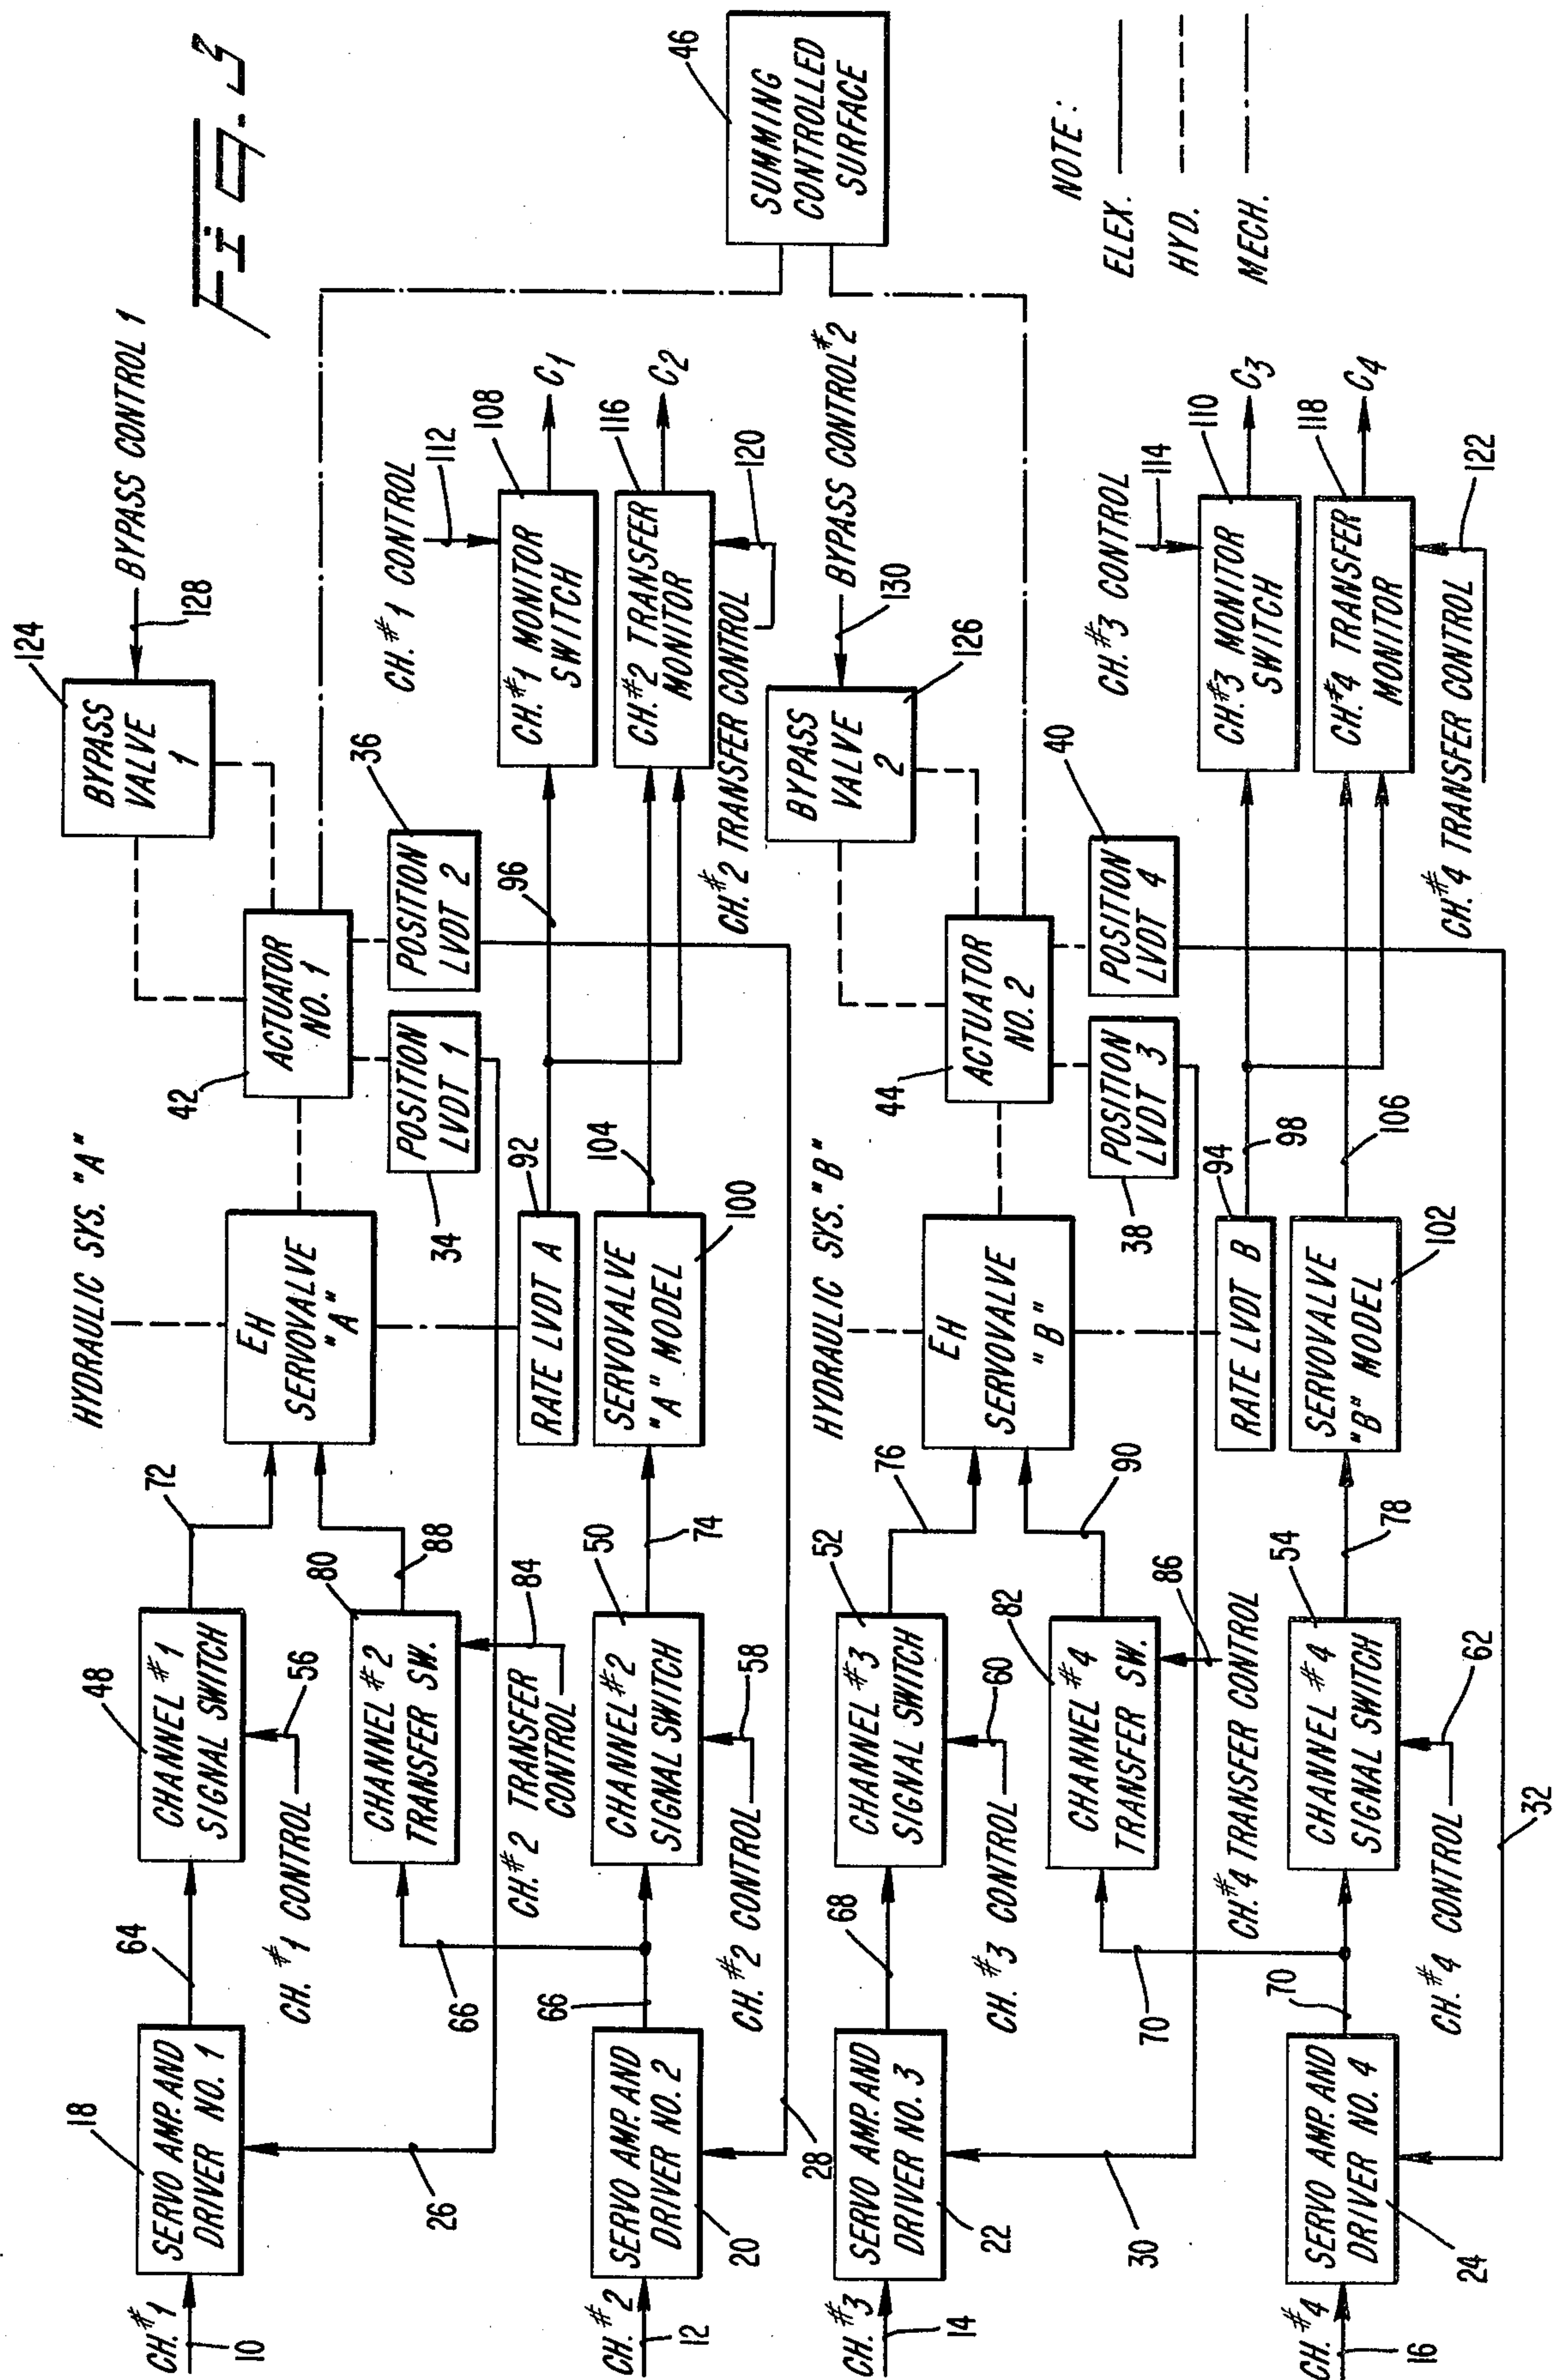 Fig. 3
BYPASS CONTROL 1
128
124
BYPASS
VALVE
1
HYDRAULIC SYS. "A"
42
ACTUATOR
NO. 1
46
SUMMING
CONTROLLED
SURFACE
CH.#1
10
18
SERVO AMP. AND
DRIVER NO. 1
64
48
CHANNEL #1
SIGNAL SWITCH
72
56
CH.#1 CONTROL
EH
SERVOVALVE
"A"
POSITION
LVDT 1
34
POSITION
LVDT 2
36
26
66
80
CHANNEL #2
TRANSFER SW.
88
84
CH.#2 TRANSFER
CONTROL
RATE LVDT A
92
96
CH.#1 CONTROL
112
CH.#1 MONITOR
SWITCH
108
C1
CH.#2
12
SERVO AMP. AND
DRIVER NO. 2
20
66
CHANNEL #2
SIGNAL SWITCH
50
74
58
CH.#2 CONTROL
SERVOVALVE
"A" MODEL
100
104
CH.#2 TRANSFER
MONITOR
116
C2
CH.#2 TRANSFER CONTROL
120
28
BYPASS CONTROL #2
130
BYPASS
VALVE
2
126
HYDRAULIC SYS. "B"
44
ACTUATOR
NO. 2
CH.#3
14
SERVO AMP. AND
DRIVER NO. 3
22
68
52
CHANNEL #3
SIGNAL SWITCH
76
60
CH.#3 CONTROL
EH
SERVOVALVE
"B"
POSITION
LVDT 3
38
POSITION
LVDT 4
40
30
70
82
CHANNEL #4
TRANSFER SW.
90
86
CH.#4 TRANSFER CONTROL
RATE LVDT B
94
98
CH.#3 CONTROL
114
CH.#3 MONITOR
SWITCH
110
C3
CH.#4
16
SERVO AMP. AND
DRIVER NO. 4
24
70
CHANNEL #4
SIGNAL SWITCH
54
78
62
CH.#4 CONTROL
SERVOVALVE
"B" MODEL
102
106
CH.#4 TRANSFER
MONITOR
118
C4
CH.#4 TRANSFER CONTROL
122
32
NOTE:
ELEX.
HYD.
MECH.